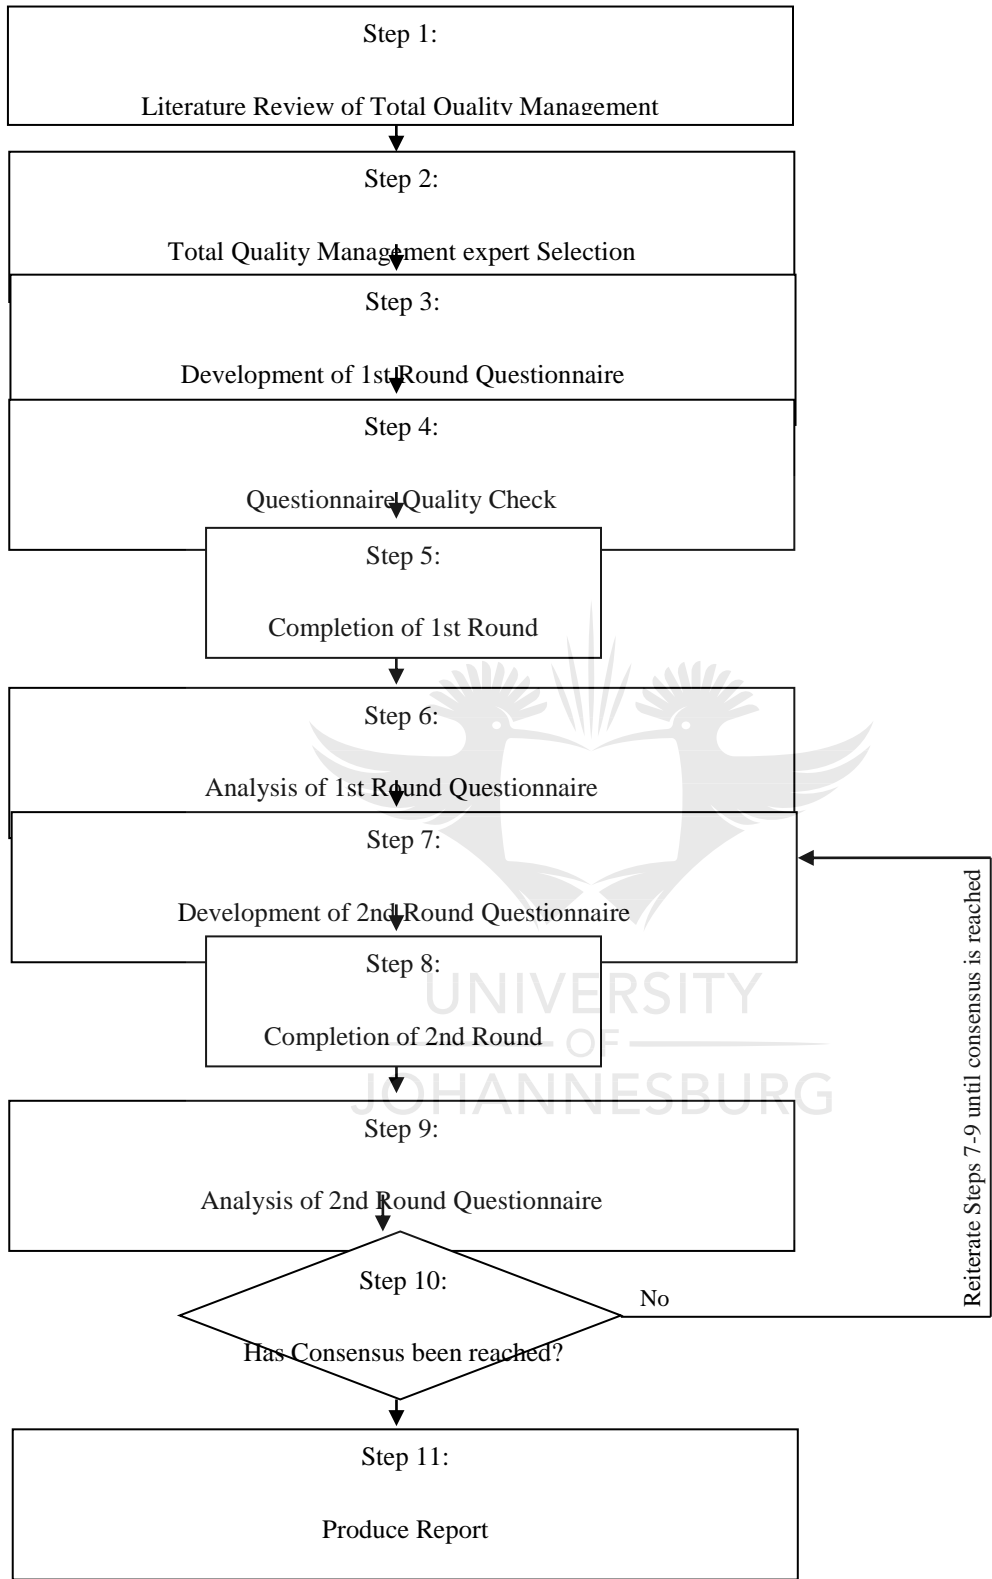 Step 1:
Literature Review of Total Quality Management
Step 2:
Total Quality Management expert Selection
Step 3:
Development of 1st Round Questionnaire
Step 4:
Questionnaire Quality Check
Step 5:
Completion of 1st Round
Step 6:
Analysis of 1st Round Questionnaire
Step 7:
Development of 2nd Round Questionnaire
Step 8:
Completion of 2nd Round
Step 9:
Analysis of 2nd Round Questionnaire
Step 10:
Has Consensus been reached?
No
Reiterate Steps 7-9 until consensus is reached
Step 11:
Produce Report
UNIVERSITY
OF
JOHANNESBURG